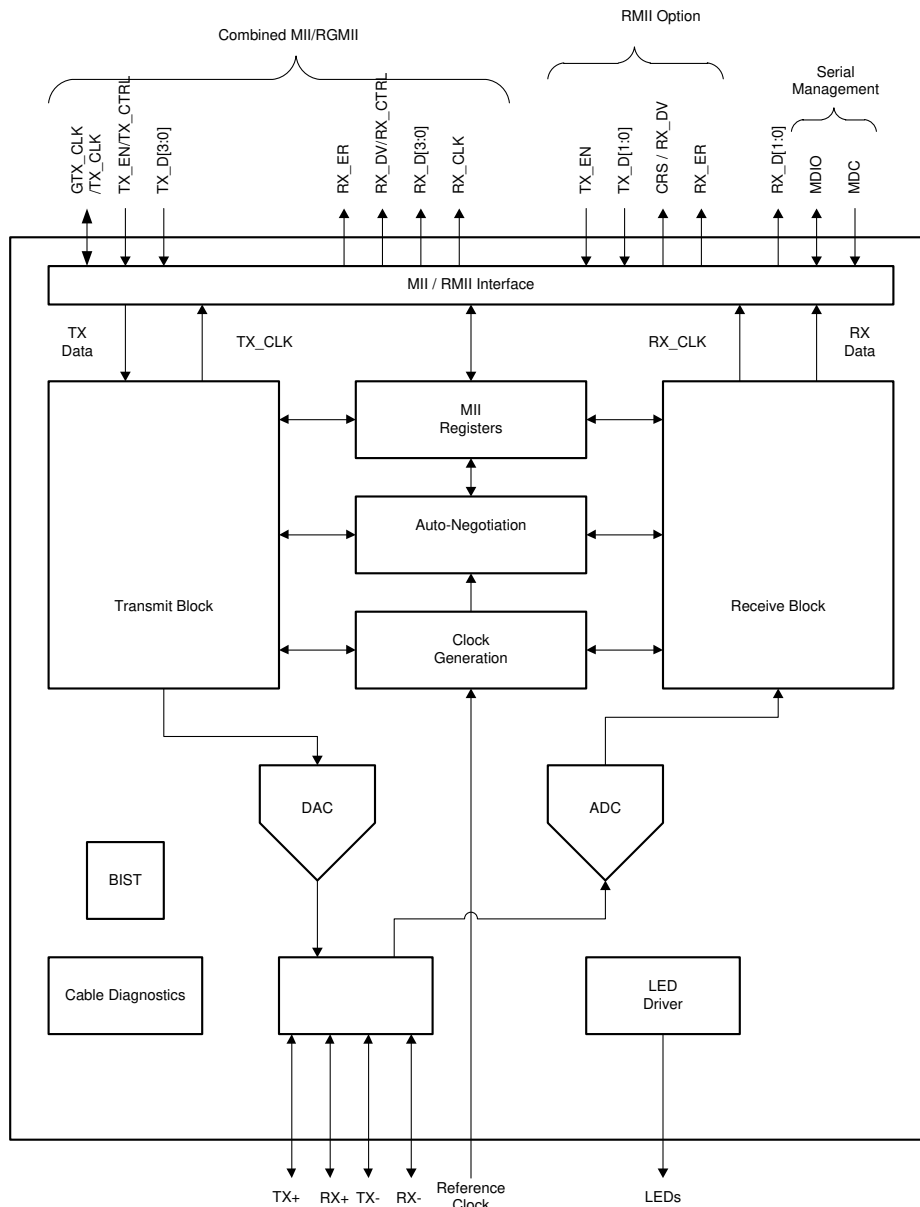 Combined MII/RGMII
RMII Option
Serial
Management
GTX_CLK
/TX_CLK
TX_EN/TX_CTRL
TX_D[3:0]
RX_ER
RX_DV/RX_CTRL
RX_D[3:0]
RX_CLK
TX_EN
TX_D[1:0]
CRS / RX_DV
RX_ER
RX_D[1:0]
MDIO
MDC
MII / RMII Interface
TX
Data
TX_CLK
RX_CLK
RX
Data
MII
Registers
Auto-Negotiation
Transmit Block
Clock
Generation
Receive Block
DAC
ADC
BIST
Cable Diagnostics
LED
Driver
TX+
RX+
TX-
RX-
Reference
Clock
LEDs